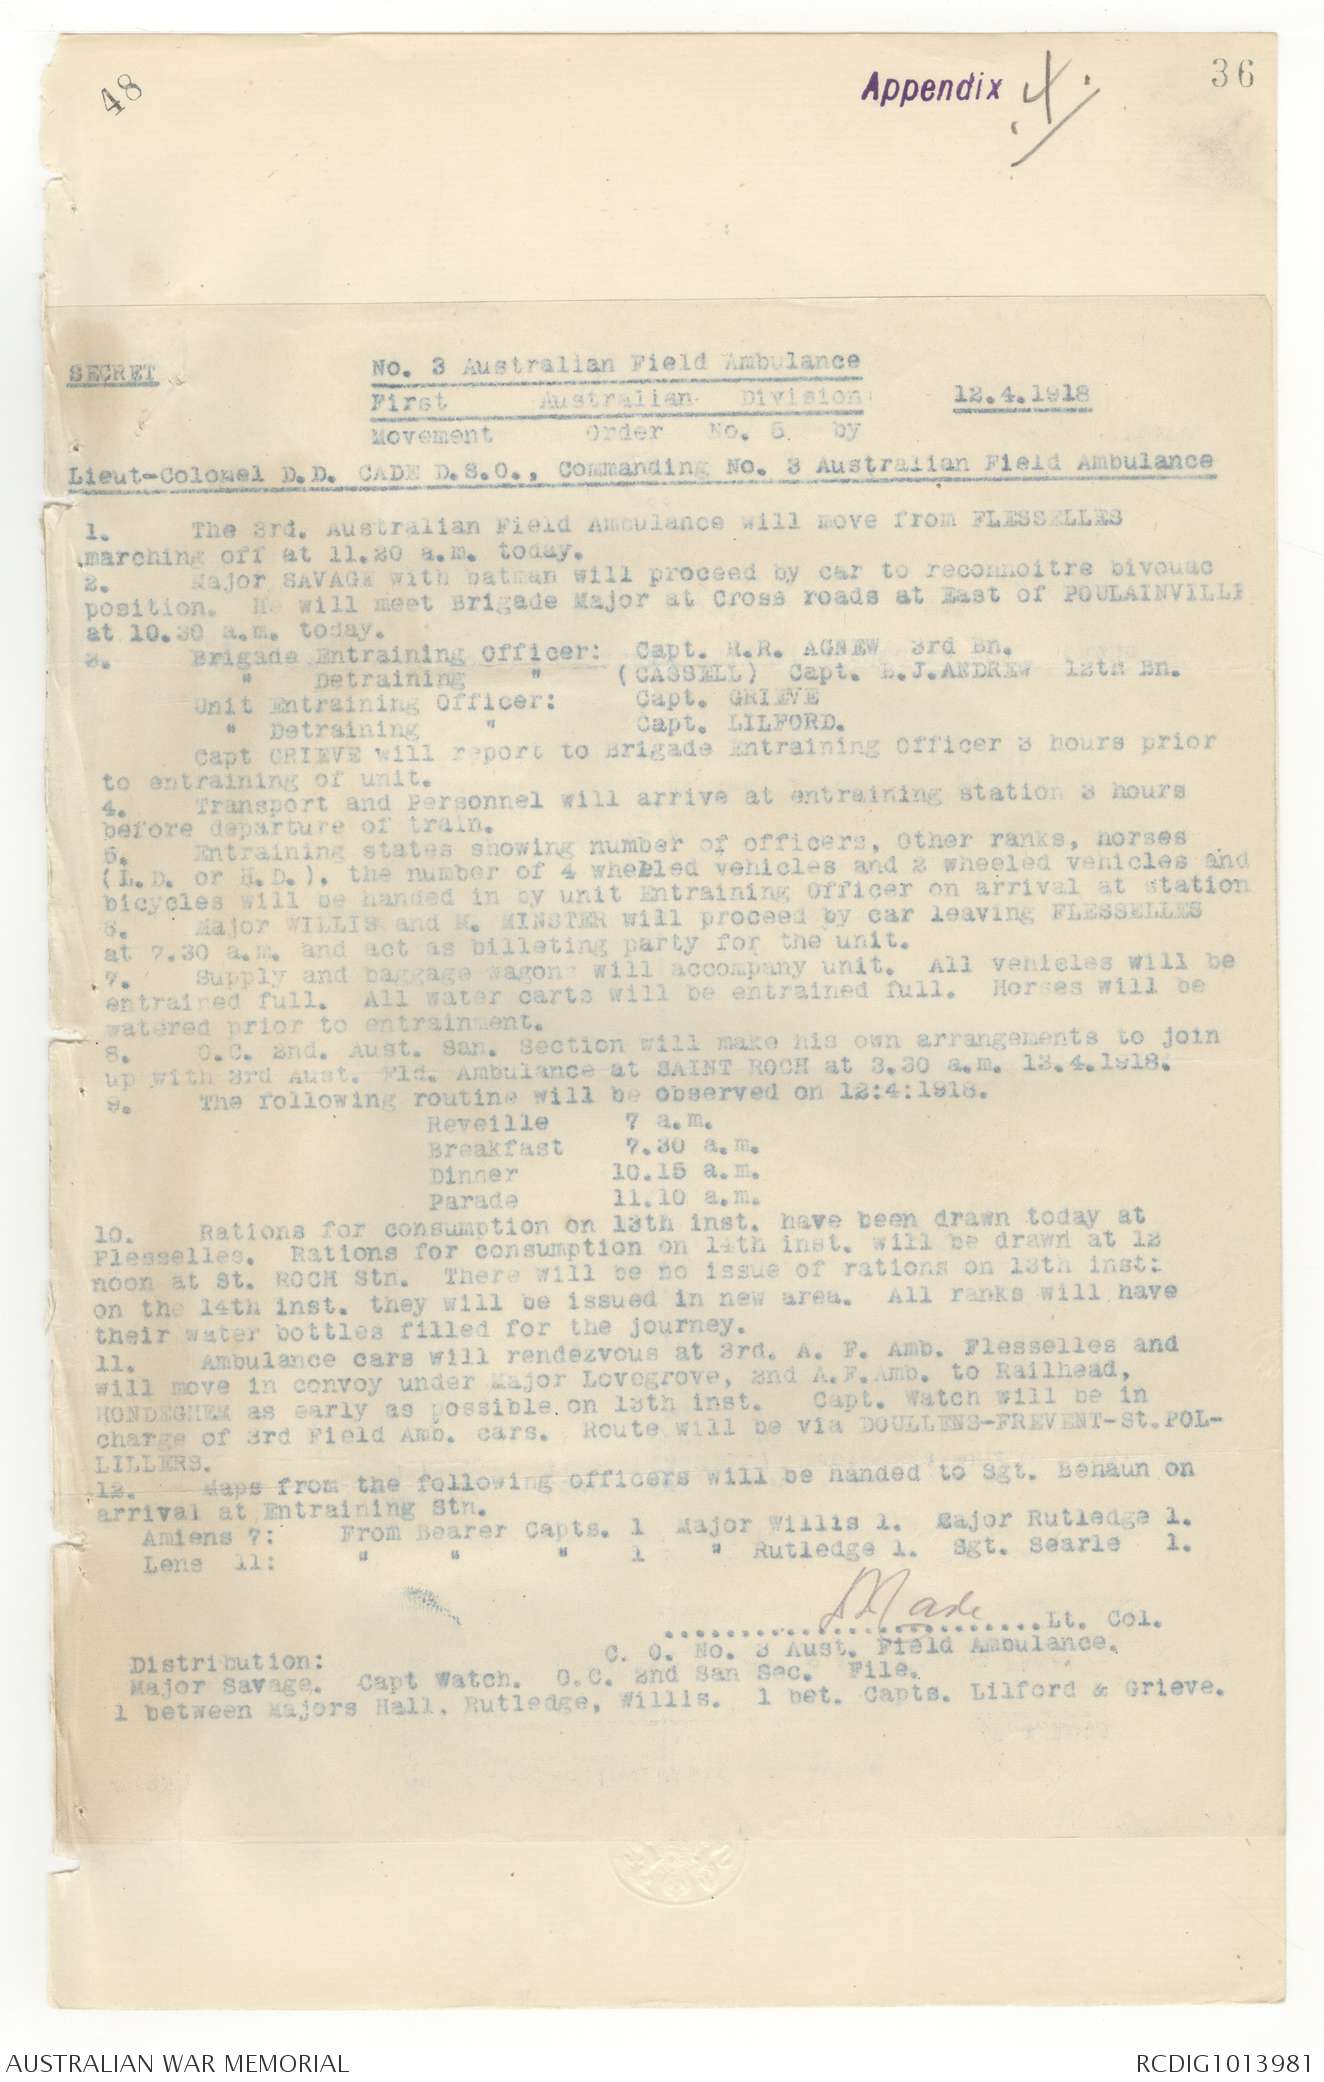 48
Appendix 4.
36
SECRET
No. 3 Australian Field Ambulance
First Australian Division
12.4.1918
Movement Order No. 5 by
Lieut-Colonel D.D. CADE D.S.O., Commanding No. 3 Australian Field Ambulance
1. The 3rd. Australian Field Ambulance will move from FLESSELLES
marching off at 11.20 a.m. today.
2. Major SAVAGE with batman will proceed by car to reconnoitre bivouac
position. He will meet Brigade Major at Cross roads at East of POULAINVILLE
at 10.30 a.m. today.
3. Brigade Entraining Officer: Capt. R.R. AGNEW 3rd Bn.
" Detraining " (CASSELL) Capt. B.J.ANDREW 12th Bn.
Unit Entraining Officer: Capt. GRIEVE
" Detraining " Capt. LILFORD.
Capt GRIEVE will report to Brigade Entraining Officer 3 hours prior
to entraining of unit.
4. Transport and Personnel will arrive at entraining station 3 hours
before departure of train.
5. Entraining states showing number of officers, Other ranks, horses
(L.D. or H.D.), the number of 4 wheeled vehicles and 2 wheeled vehicles and
bicycles will be handed in by unit Entraining Officer on arrival at station
6. Major WILLIS and M. MINSTER will proceed by car leaving FLESSELLES
at 7.30 a.m. and act as billeting party for the unit.
7. Supply and baggage wagons will accompany unit. All vehicles will be
entrained full. All water carts will be entrained full. Horses will be
watered prior to entrainment.
8. O.C. 2nd. Aust. San. Section will make his own arrangements to join
up with 3rd Aust. Fld. Ambulance at SAINT ROCH at 3.30 a.m. 13.4.1918.
9. The following routine will be observed on 12:4:1918.
Reveille 7 a.m.
Breakfast 7.30 a.m.
Dinner 10.15 a.m.
Parade 11.10 a.m.
10. Rations for consumption on 13th inst. have been drawn today at
Flesselles. Rations for consumption on 14th inst. will be drawn at 12
noon at St. ROCH Stn. There will be no issue of rations on 13th inst:
on the 14th inst. they will be issued in new area. All ranks will have
their water bottles filled for the journey.
11. Ambulance cars will rendezvous at 3rd. A. F. Amb. Flesselles and
will move in convoy under Major Lovegrove, 2nd A.F.Amb. to Railhead,
HONDEGHEM as early as possible on 13th inst. Capt. Watch will be in
charge of 3rd Field Amb. cars. Route will be via DOULLENS-FREVENT-St.POL-
LILLERS.
12. Maps from the following officers will be handed to Sgt. Behaun on
arrival at Entraining Stn.
Amiens 7: From Bearer Capts. 1 Major Willis 1. Major Rutledge 1.
Lens 11: " " " 1 " Rutledge 1. Sgt. Searle 1.
DDCade
..........................Lt. Col.
C. O. No. 3 Aust. Field Ambulance.
Distribution:
Major Savage. Capt Watch. O.C. 2nd San Sec. File.
1 between Majors Hall, Rutledge, Willis. 1 bet. Capts. Lilford & Grieve.
AUSTRALIAN WAR MEMORIAL
RCDIG1013981